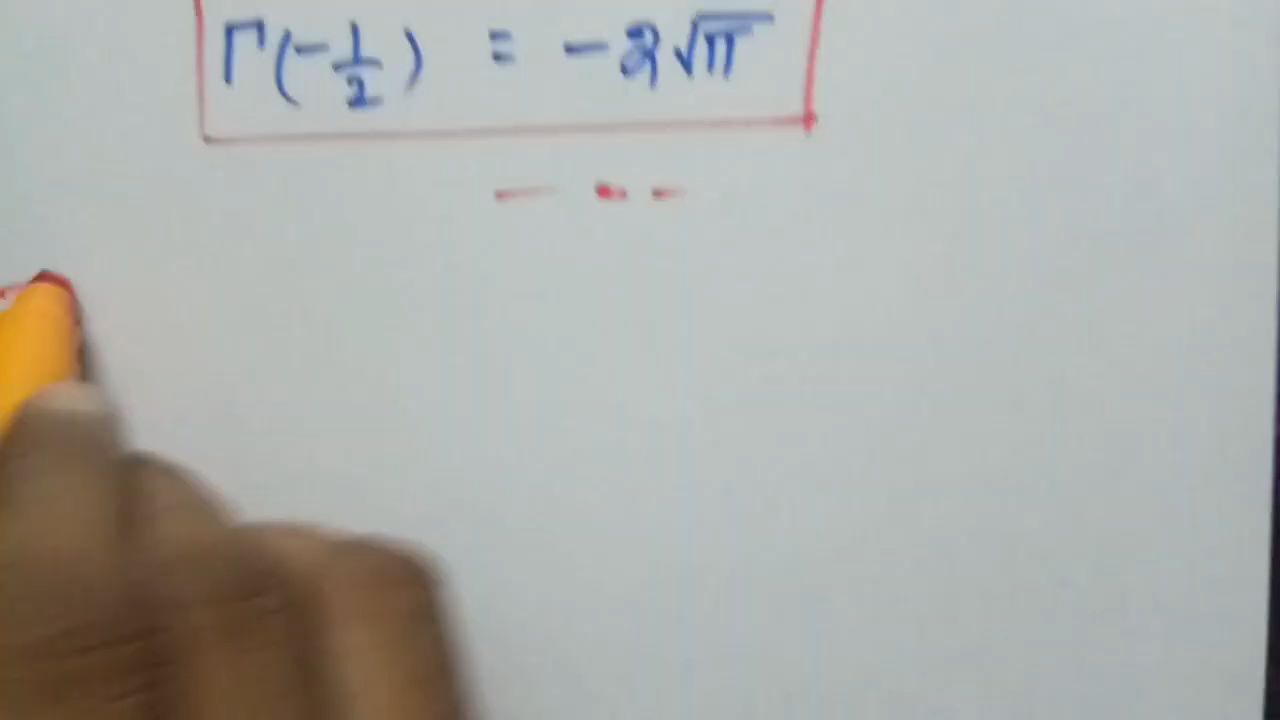 Γ(-1/2) = -2√π